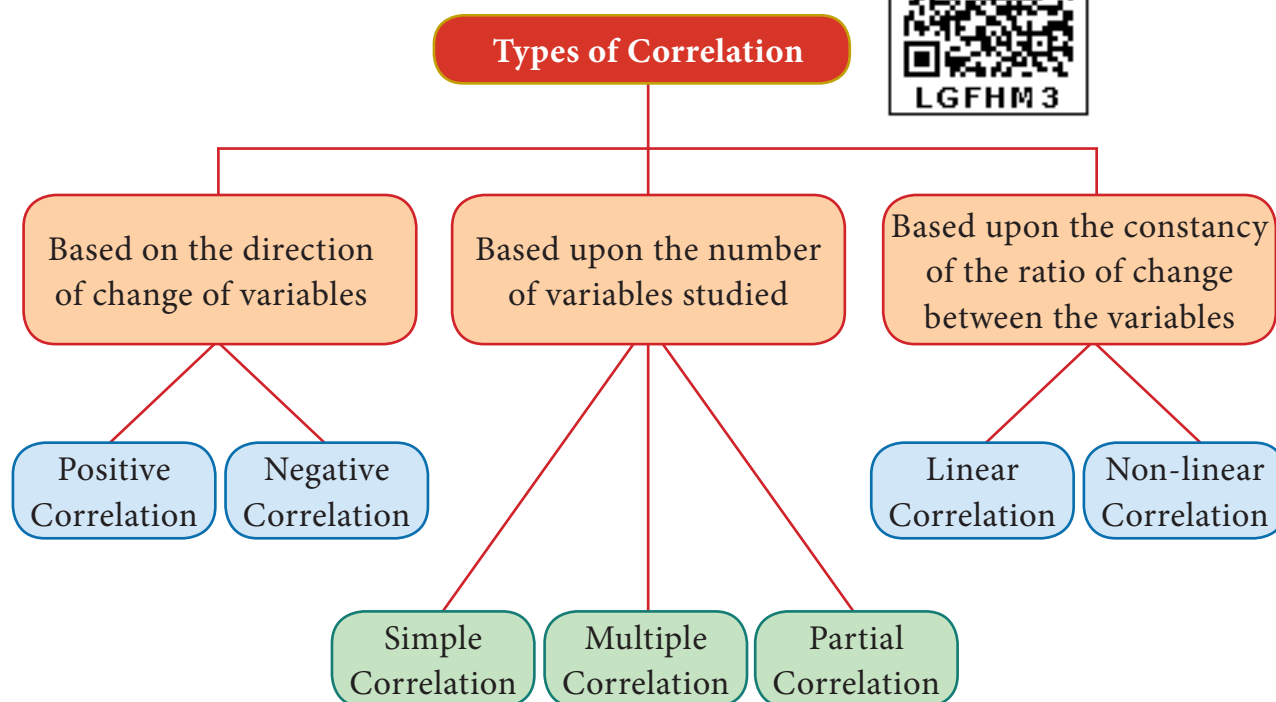 Types of Correlation
LGFHM3
Based on the direction
of change of variables
Based upon the number
of variables studied
Based upon the constancy
of the ratio of change
between the variables
Positive
Correlation
Negative
Correlation
Linear
Correlation
Non-linear
Correlation
Simple
Correlation
Multiple
Correlation
Partial
Correlation